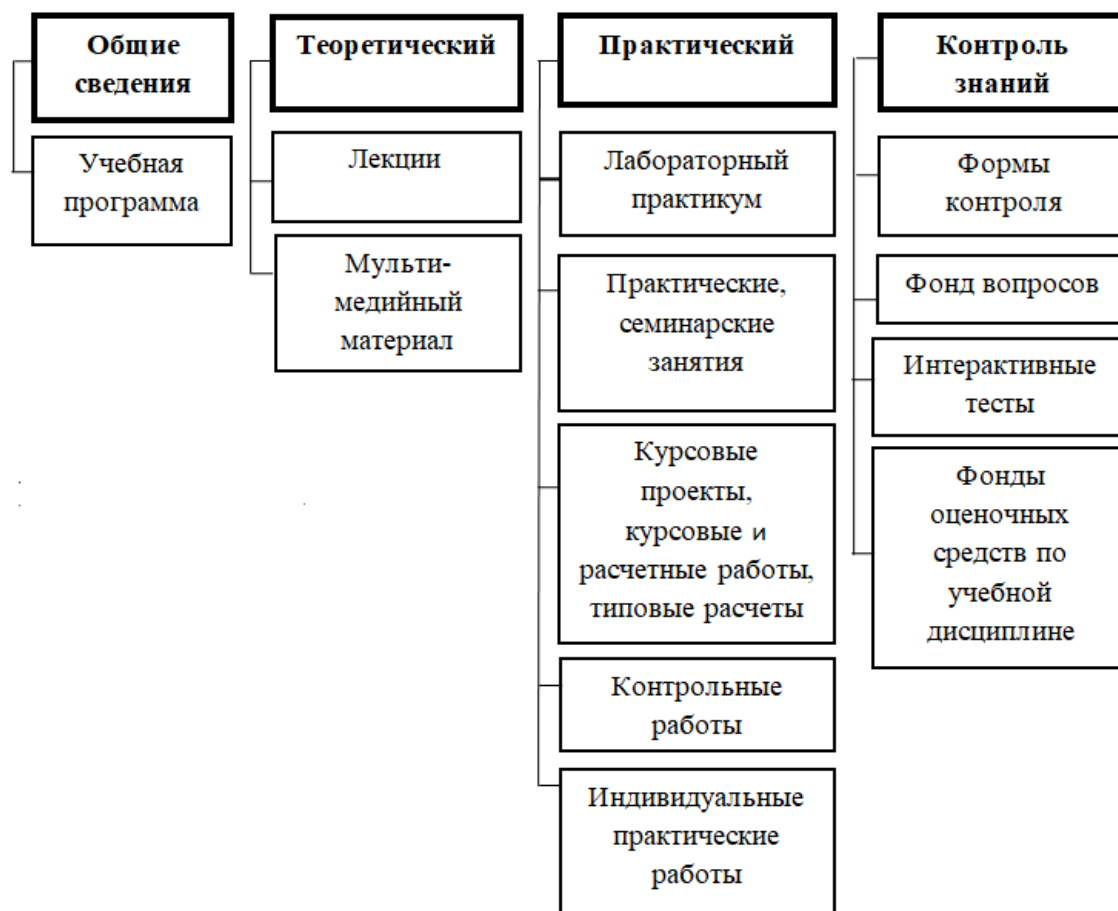 Общие
сведения
Учебная
программа
Теоретический
Лекции
Мульти-
медийный
материал
Практический
Лабораторный
практикум
Практические,
семинарские
занятия
Курсовые
проекты,
курсовые и
расчетные работы,
типовые расчеты
Контрольные
работы
Индивидуальные
практические
работы
Контроль
знаний
Формы
контроля
Фонд вопросов
Интерактивные
тесты
Фонды
оценочных
средств по
учебной
дисциплине